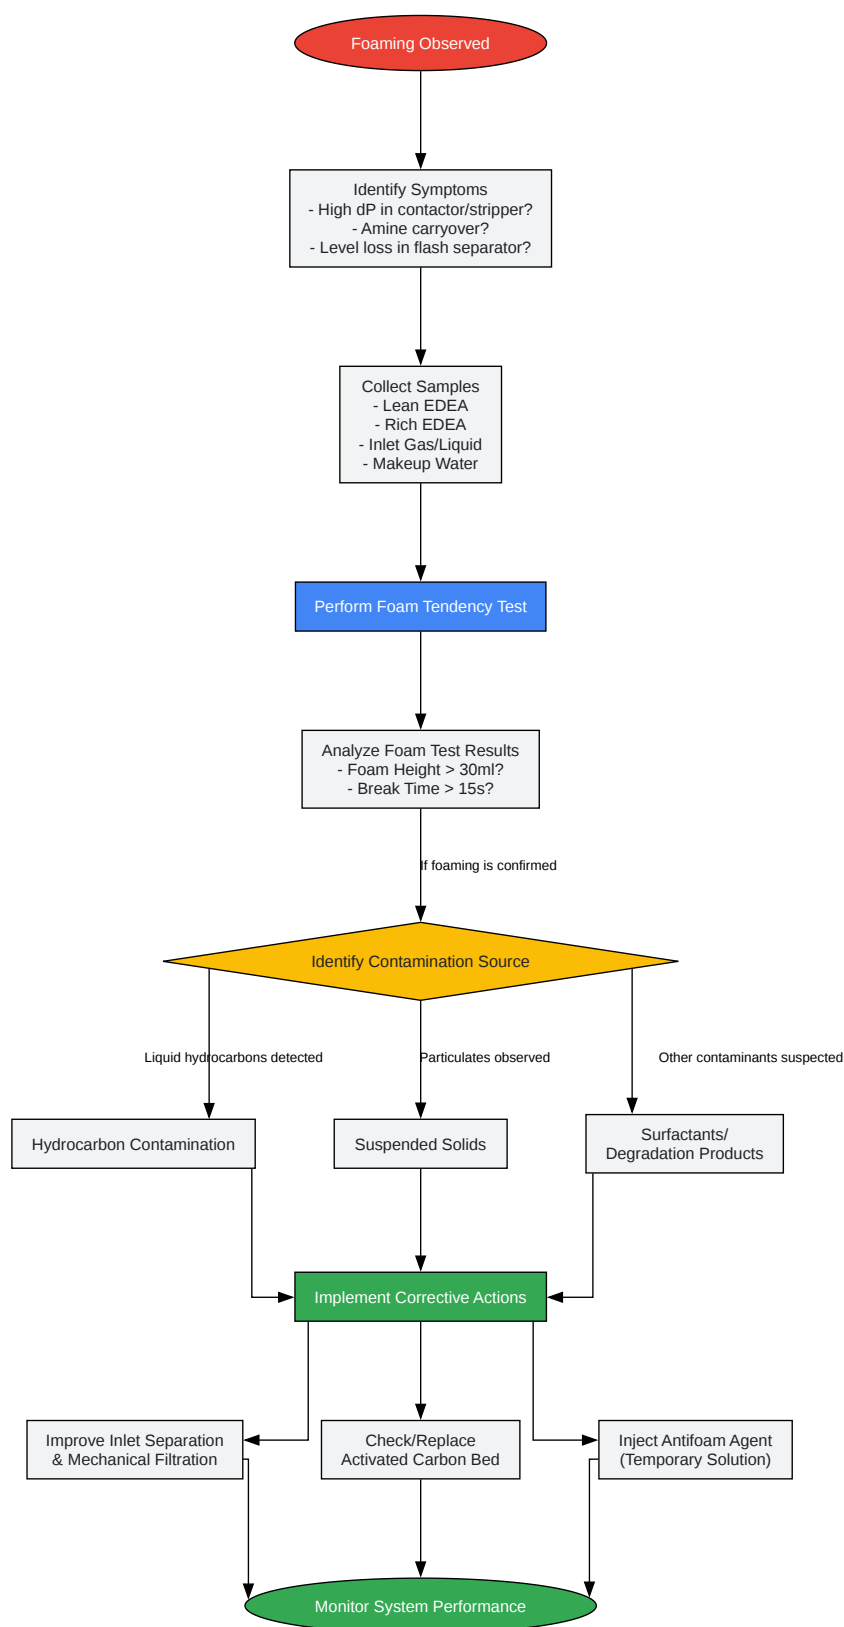 Foaming Observed
Identify Symptoms
- High dP in contactor/stripper?
- Amine carryover?
- Level loss in flash separator?
Collect Samples
- Lean EDEA
- Rich EDEA
- Inlet Gas/Liquid
- Makeup Water
Perform Foam Tendency Test
Analyze Foam Test Results
- Foam Height > 30ml?
- Break Time > 15s?
If foaming is confirmed
Identify Contamination Source
Liquid hydrocarbons detected
Particulates observed
Other contaminants suspected
Hydrocarbon Contamination
Suspended Solids
Surfactants/
Degradation Products
Implement Corrective Actions
Improve Inlet Separation
& Mechanical Filtration
Check/Replace
Activated Carbon Bed
Inject Antifoam Agent
(Temporary Solution)
Monitor System Performance